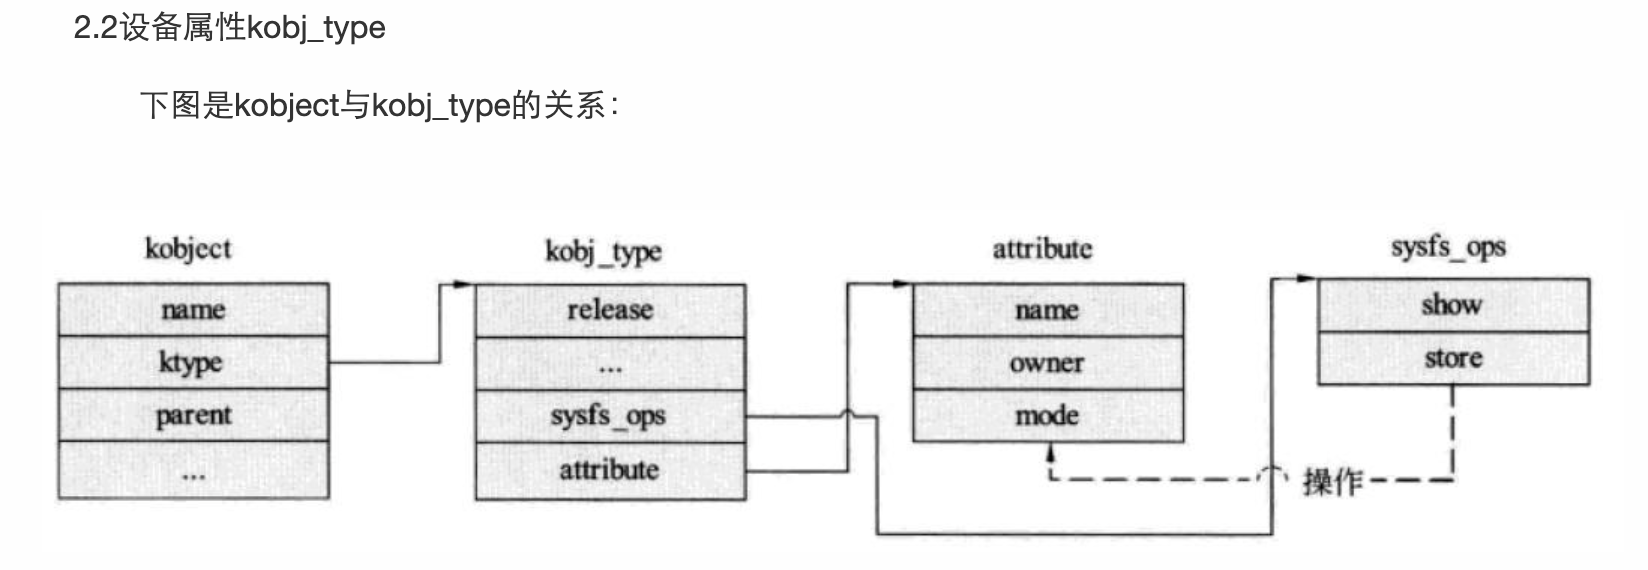 2.2设备属性kobj_type
下图是kobject与kobj_type的关系：
kobject
name
ktype
parent
...
kobj_type
release
...
sysfs_ops
attribute
attribute
name
owner
mode
sysfs_ops
show
store
操作